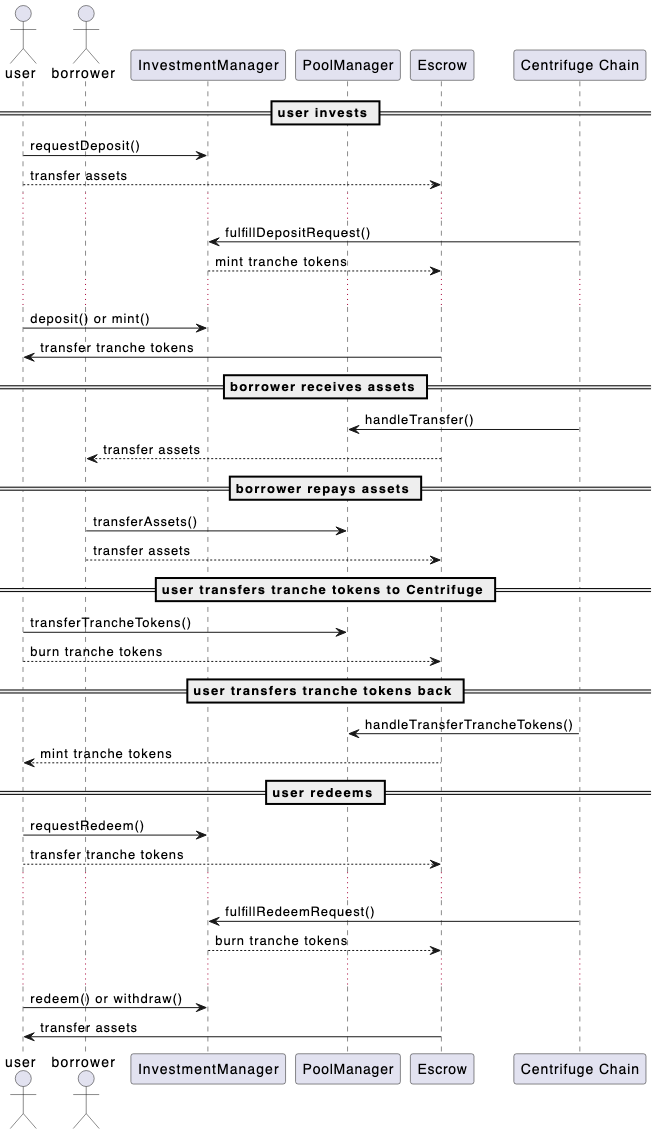 user
borrower
InvestmentManager
PoolManager
Escrow
Centrifuge Chain
user invests
requestDeposit()
transfer assets
fulfillDepositRequest()
mint tranche tokens
deposit() or mint()
transfer tranche tokens
borrower receives assets
handleTransfer()
transfer assets
borrower repays assets
transferAssets()
transfer assets
user transfers tranche tokens to Centrifuge
transferTrancheTokens()
burn tranche tokens
user transfers tranche tokens back
handleTransferTrancheTokens()
mint tranche tokens
user redeems
requestRedeem()
transfer tranche tokens
fulfillRedeemRequest()
burn tranche tokens
redeem() or withdraw()
transfer assets
user
borrower
InvestmentManager
PoolManager
Escrow
Centrifuge Chain